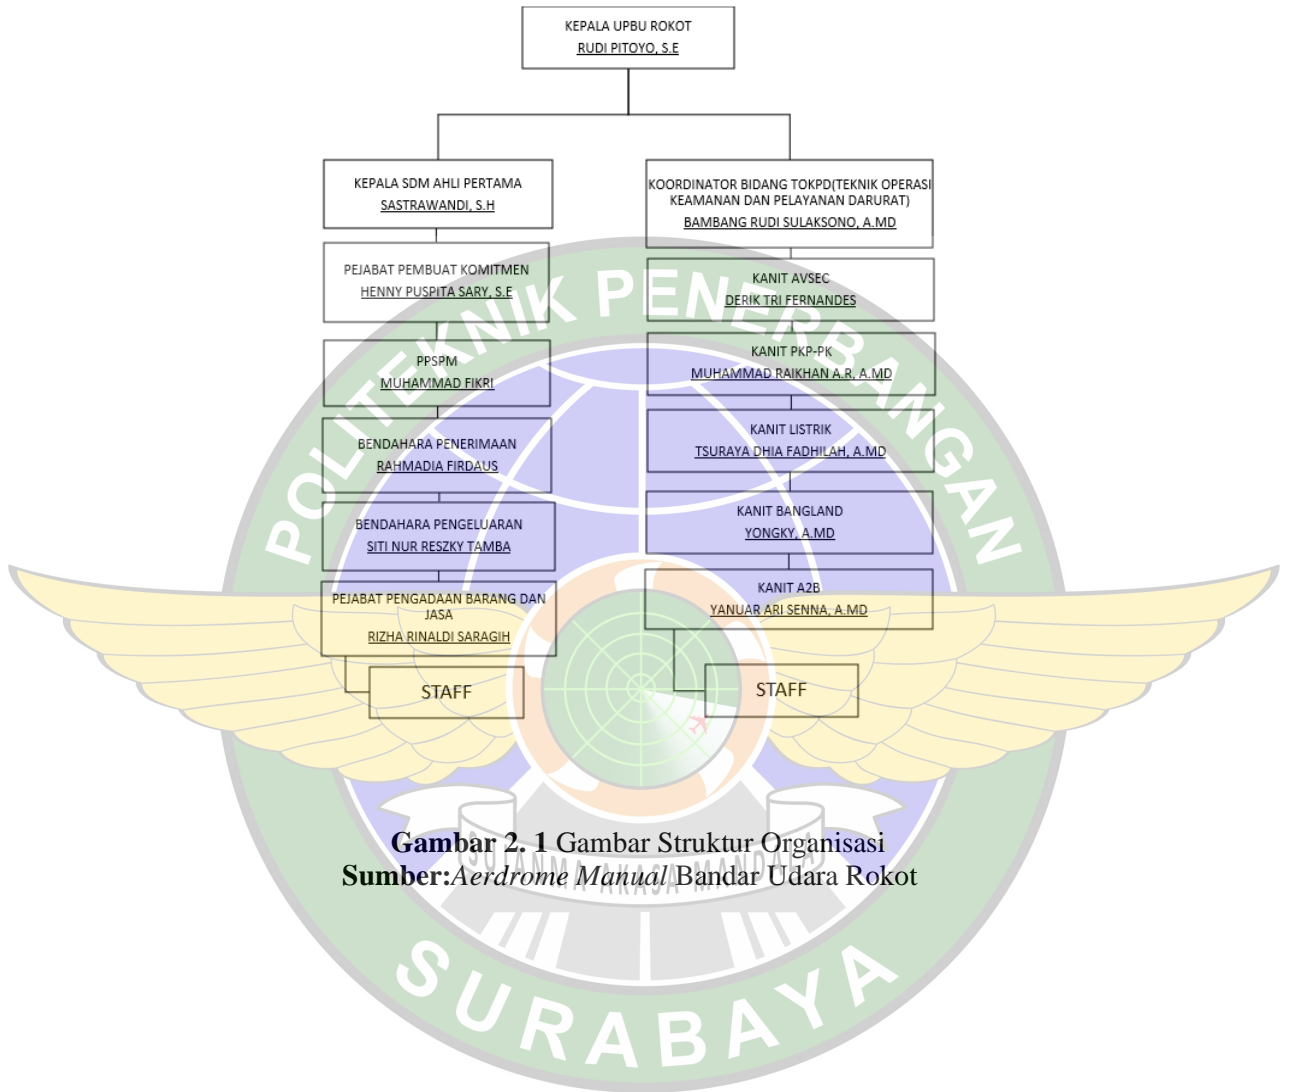 KEPALA UPBU ROKOT
RUDI PITOYO, S.E
KEPALA SDM AHLI PERTAMA
SASTRAWANDI, S.H
PEJABAT PEMBUAT KOMITMEN
HENNY PUSPITA SARY, S.E
PPSPM
MUHAMMAD FIKRI
BENDAHARA PENERIMAAN
RAHMADIA FIRDAUS
BENDAHARA PENGELUARAN
SITI NUR RESZKY TAMBA
PEJABAT PENGADAAN BARANG DAN
JASA
RIZHA RINALDI SARAGIH
STAFF
KOORDINATOR BIDANG TOKPD(TEKNIK OPERASI
KEAMANAN DAN PELAYANAN DARURAT)
BAMBANG RUDI SULAKSONO, A.MD
KANIT AVSEC
DERIK TRI FERNANDES
KANIT PKP-PK
MUHAMMAD RAIKHAN A.R, A.MD
KANIT LISTRIK
TSURAYA DHIA FADHILAH, A.MD
KANIT BANGLAND
YONGKY, A.MD
KANIT A2B
YANUAR ARI SENNA, A.MD
STAFF
Gambar 2. 1 Gambar Struktur Organisasi
Sumber:Aerdrome Manual Bandar Udara Rokot
POLITEKNIK PENERBANGAN
SURABAYA
AKASA MANDALA